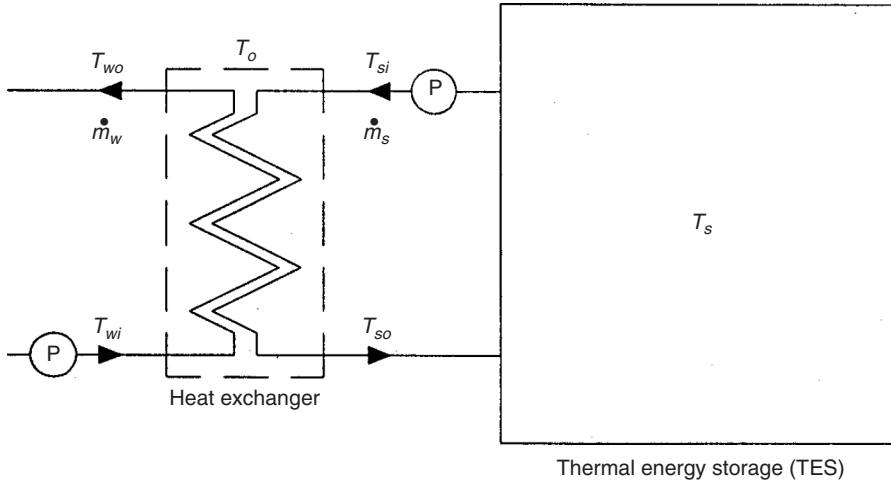 T_o
T_wo
T_si
P
ṁ_w
ṁ_s
T_s
T_wi
T_so
P
Heat exchanger
Thermal energy storage (TES)